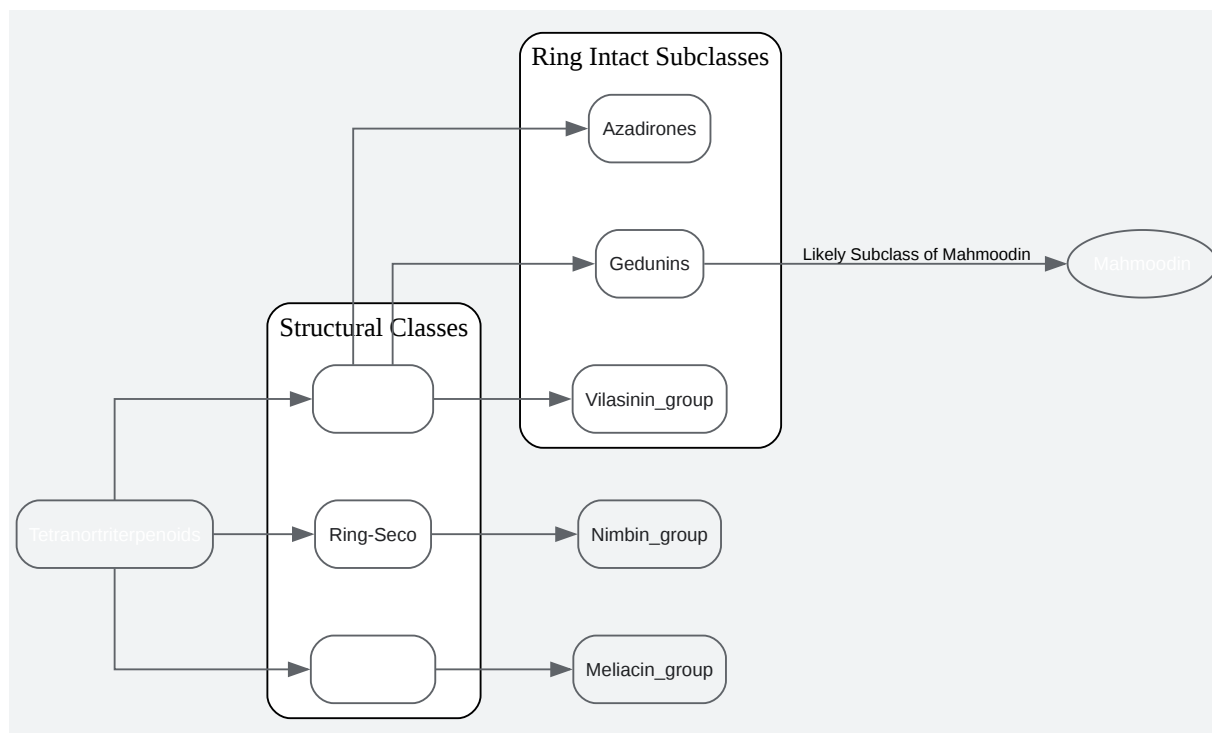 Ring Intact Subclasses
Azadirones
Gedunins
Likely Subclass of Mahmoodin
Mahmoodin
Structural Classes
Vilasinin_group
Tetranortriterpenoids
Ring-Seco
Nimbin_group
Meliacin_group